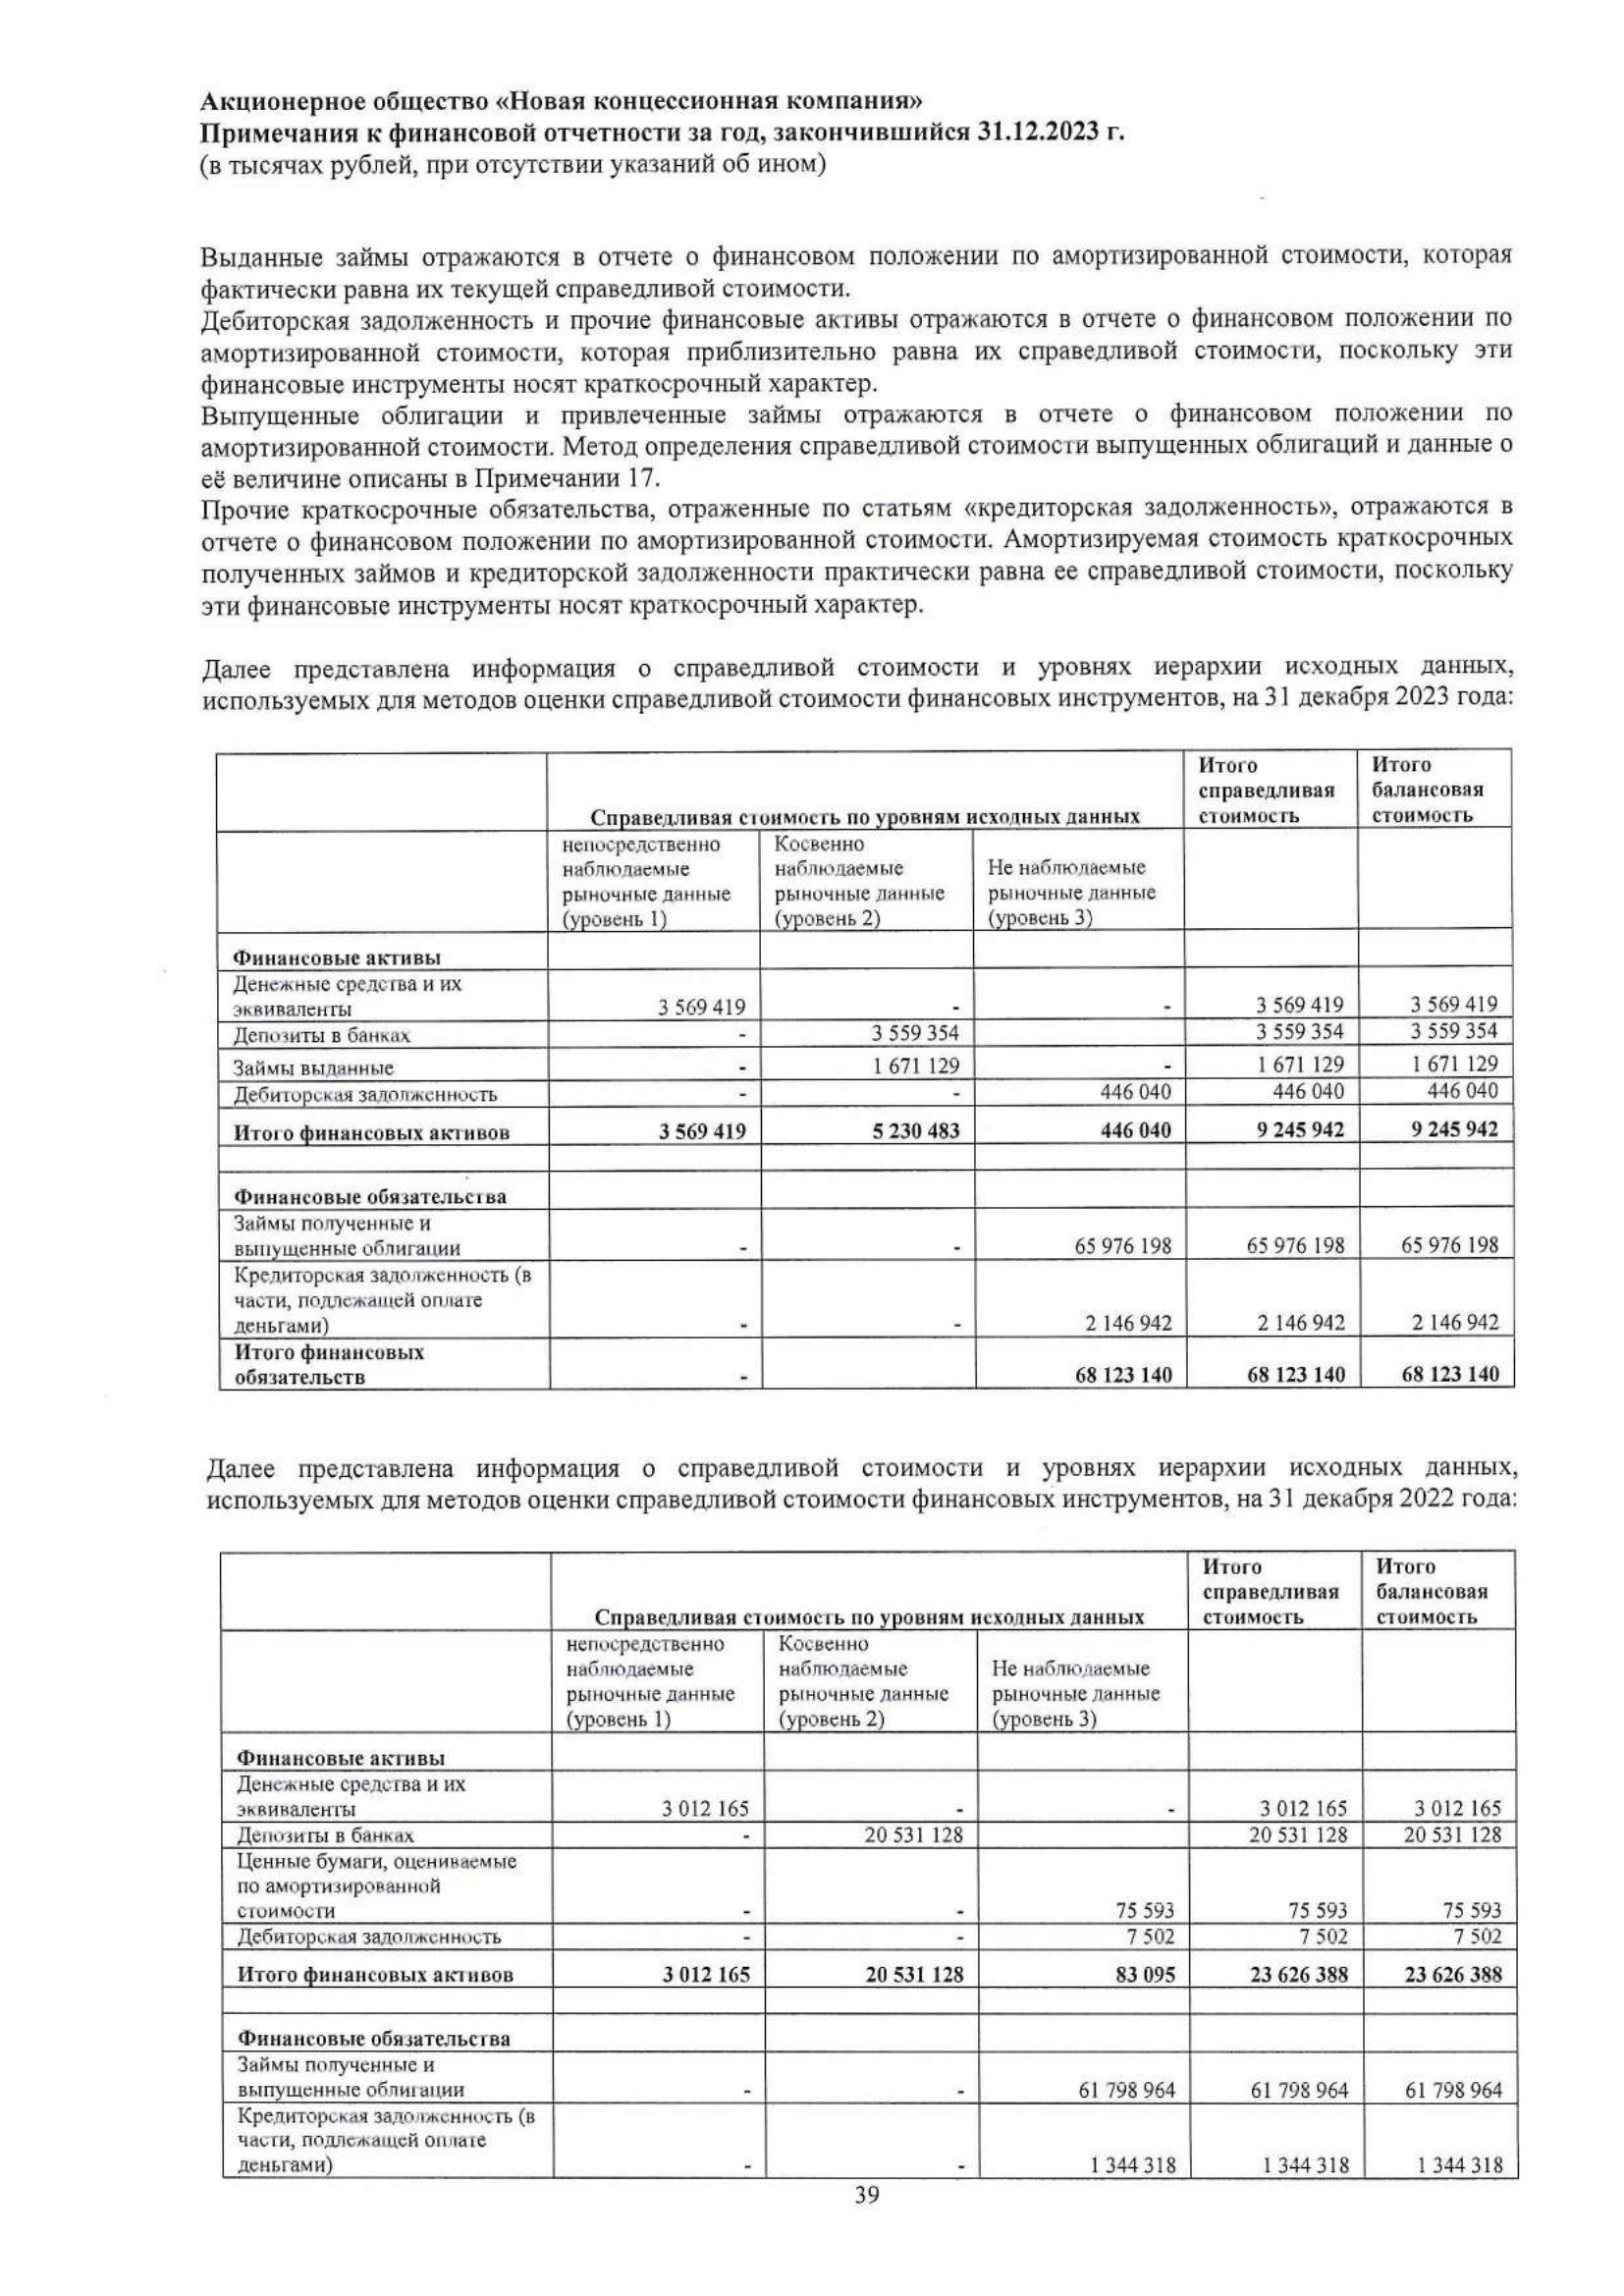 Акционерное общество «Новая концессионная компания»
Примечания к финансовой отчетности за год, закончившийся 31.12.2023 г.
(в тысячах рублей, при отсутствии указаний об ином)
Выданные займы отражаются в отчете о финансовом положении по амортизированной стоимости, которая
фактически равна их текущей справедливой стоимости.
Дебиторская задолженность и прочие финансовые активы отражаются в отчете о финансовом положении по
амортизированной стоимости, которая приблизительно равна их справедливой стоимости, поскольку эти
финансовые инструменты носят краткосрочный характер.
Выпущенные облигации и привлеченные займы отражаются в отчете о финансовом положении по
амортизированной стоимости. Метод определения справедливой стоимости выпущенных облигаций и данные о
её величине описаны в Примечании 17.
Прочие краткосрочные обязательства, отраженные по статьям «кредиторская задолженность», отражаются в
отчете о финансовом положении по амортизированной стоимости. Амортизируемая стоимость краткосрочных
полученных займов и кредиторской задолженности практически равна ее справедливой стоимости, поскольку
эти финансовые инструменты носят краткосрочный характер.
Далее представлена информация о справедливой стоимости и уровнях иерархии исходных данных,
используемых для методов оценки справедливой стоимости финансовых инструментов, на 31 декабря 2023 года:
Справедливая стоимость по уровням исходных данных
Итого
справедливая
стоимость
Итого
балансовая
стоимость
непосредственно
наблюдаемые
рыночные данные
(уровень 1)
Косвенно
наблюдаемые
рыночные данные
(уровень 2)
Не наблюдаемые
рыночные данные
(уровень 3)
Финансовые активы
Денежные средства и их
эквиваленты 3 569 419 - - 3 569 419 3 569 419
Депозиты в банках - 3 559 354 3 559 354 3 559 354
Займы выданные - 1 671 129 - 1 671 129 1 671 129
Дебиторская задолженность - - 446 040 446 040 446 040
Итого финансовых активов 3 569 419 5 230 483 446 040 9 245 942 9 245 942
Финансовые обязательства
Займы полученные и
выпущенные облигации - - 65 976 198 65 976 198 65 976 198
Кредиторская задолженность (в
части, подлежащей оплате
деньгами) - - 2 146 942 2 146 942 2 146 942
Итого финансовых
обязательств - 68 123 140 68 123 140 68 123 140
Далее представлена информация о справедливой стоимости и уровнях иерархии исходных данных,
используемых для методов оценки справедливой стоимости финансовых инструментов, на 31 декабря 2022 года:
Справедливая стоимость по уровням исходных данных
Итого
справедливая
стоимость
Итого
балансовая
стоимость
непосредственно
наблюдаемые
рыночные данные
(уровень 1)
Косвенно
наблюдаемые
рыночные данные
(уровень 2)
Не наблюдаемые
рыночные данные
(уровень 3)
Финансовые активы
Денежные средства и их
эквиваленты 3 012 165 - - 3 012 165 3 012 165
Депозиты в банках - 20 531 128 20 531 128 20 531 128
Ценные бумаги, оцениваемые
по амортизированной
стоимости - - 75 593 75 593 75 593
Дебиторская задолженность - - 7 502 7 502 7 502
Итого финансовых активов 3 012 165 20 531 128 83 095 23 626 388 23 626 388
Финансовые обязательства
Займы полученные и
выпущенные облигации - - 61 798 964 61 798 964 61 798 964
Кредиторская задолженность (в
части, подлежащей оплате
деньгами) - - 1 344 318 1 344 318 1 344 318
39